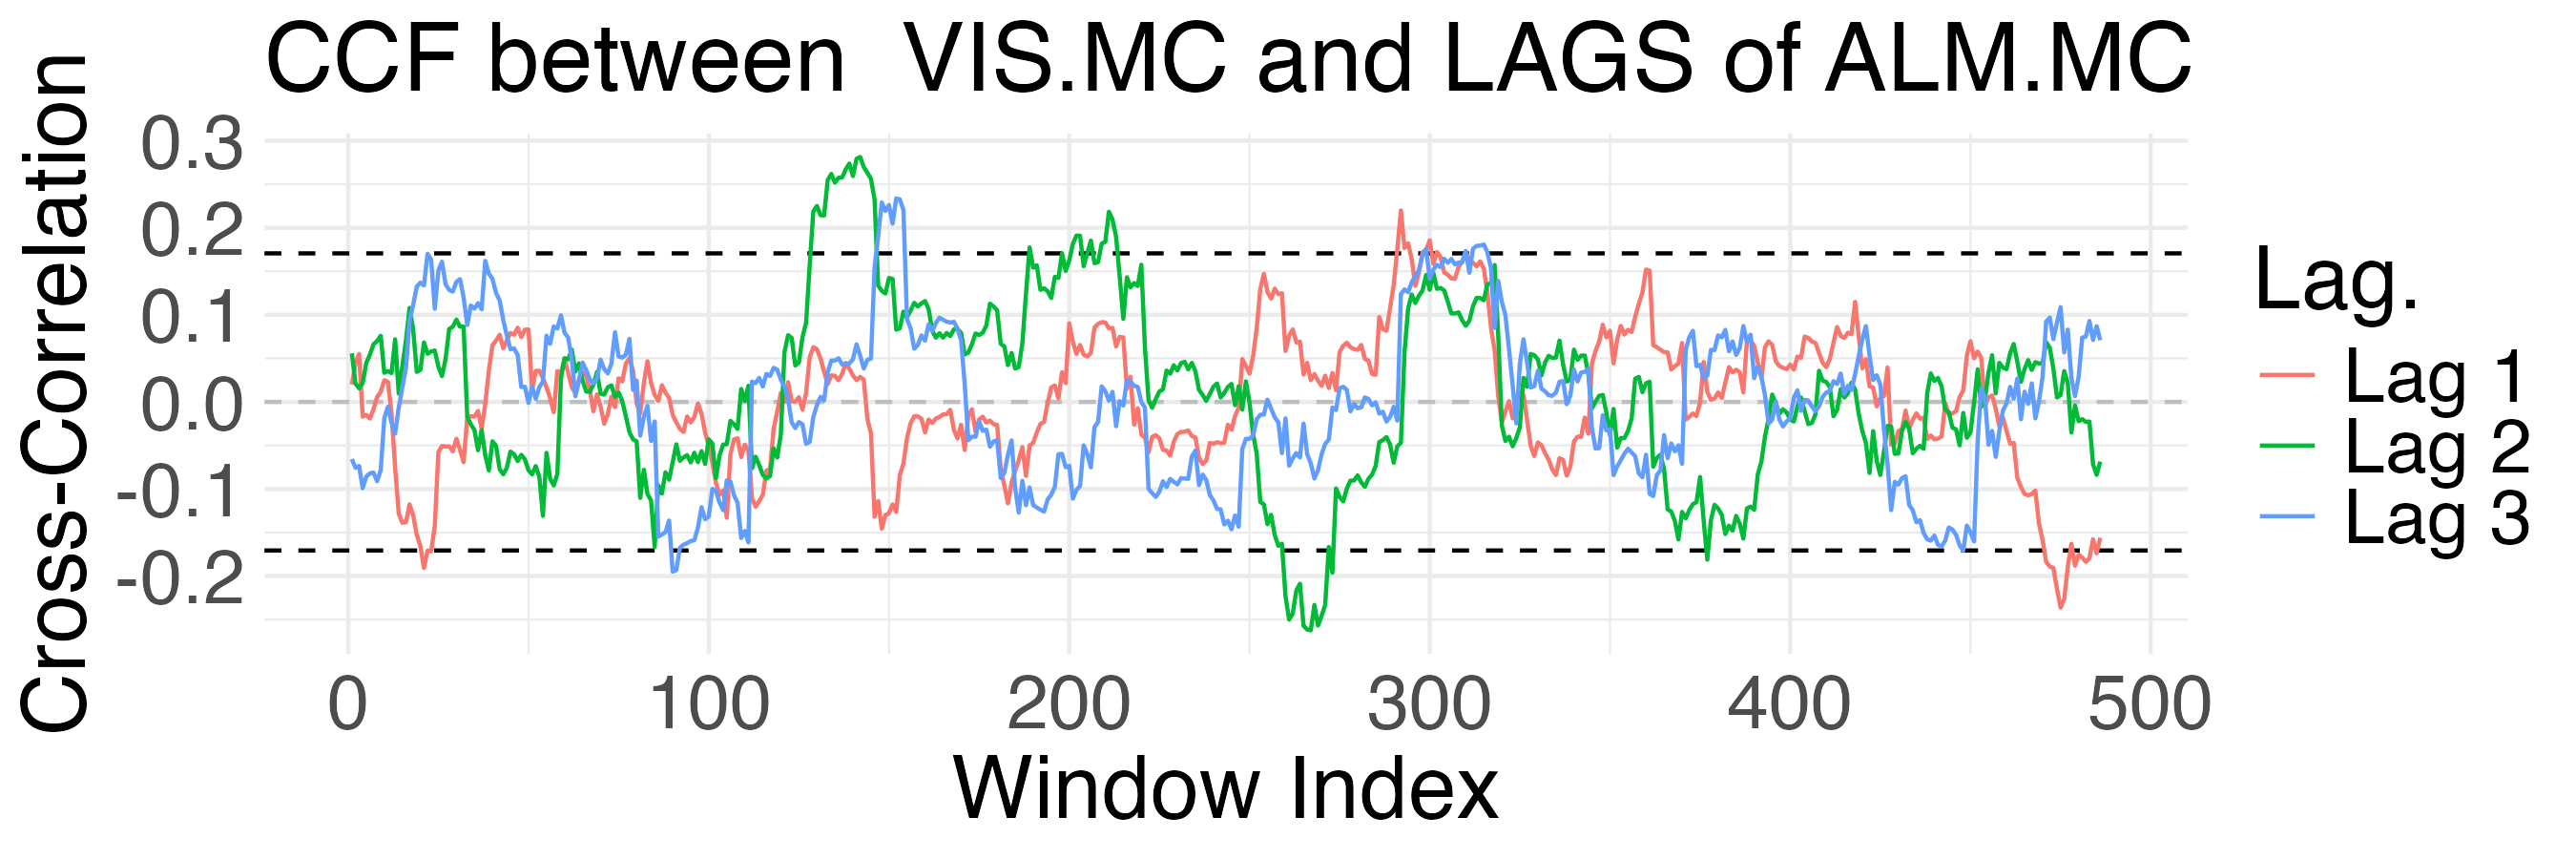 CCF between  VIS.MC and LAGS of ALM.MC
Cross-Correlation
0.3
0.2
0.1
0.0
-0.1
-0.2
0 100 200 300 400 500
Window Index
Lag.
Lag 1
Lag 2
Lag 3